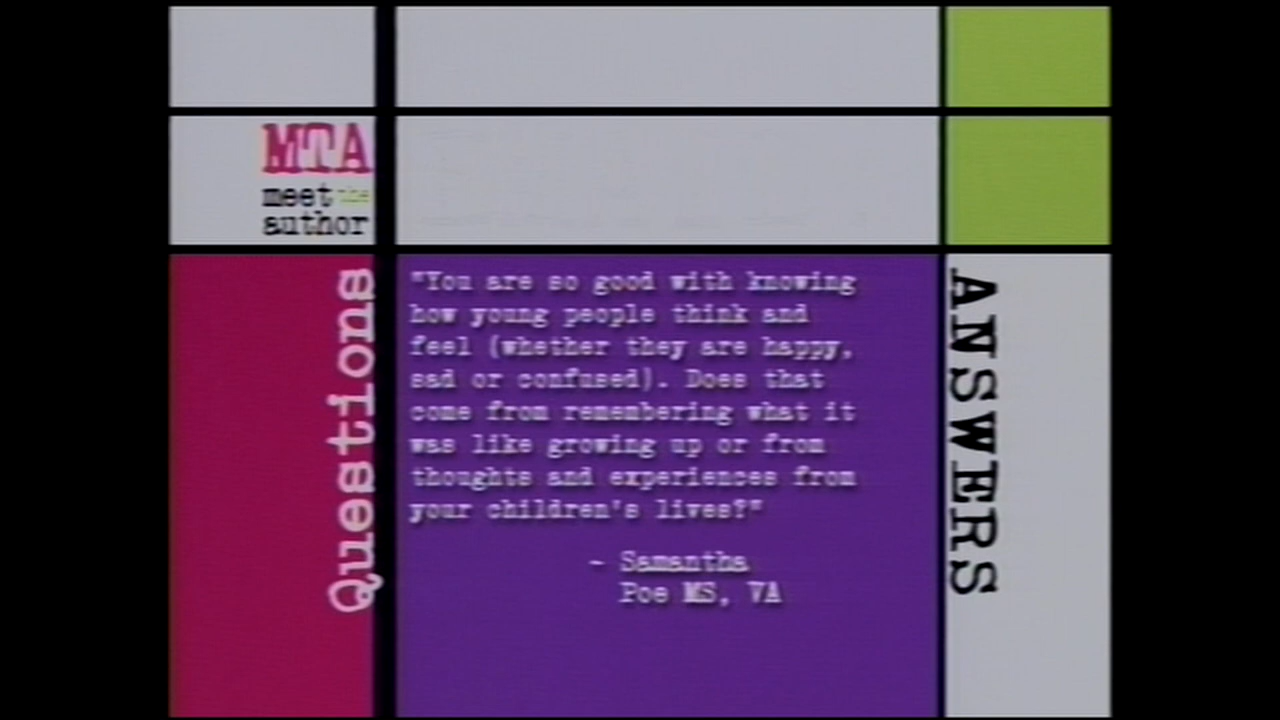 MTA
meet the
author
Questions
"You are so good with knowing
how young people think and
feel (whether they are happy,
sad or confused). Does that
come from remembering what it
was like growing up or from
thoughts and experiences from
your children's lives?"
~ Samantha
Poe MS, VA
ANSWERS